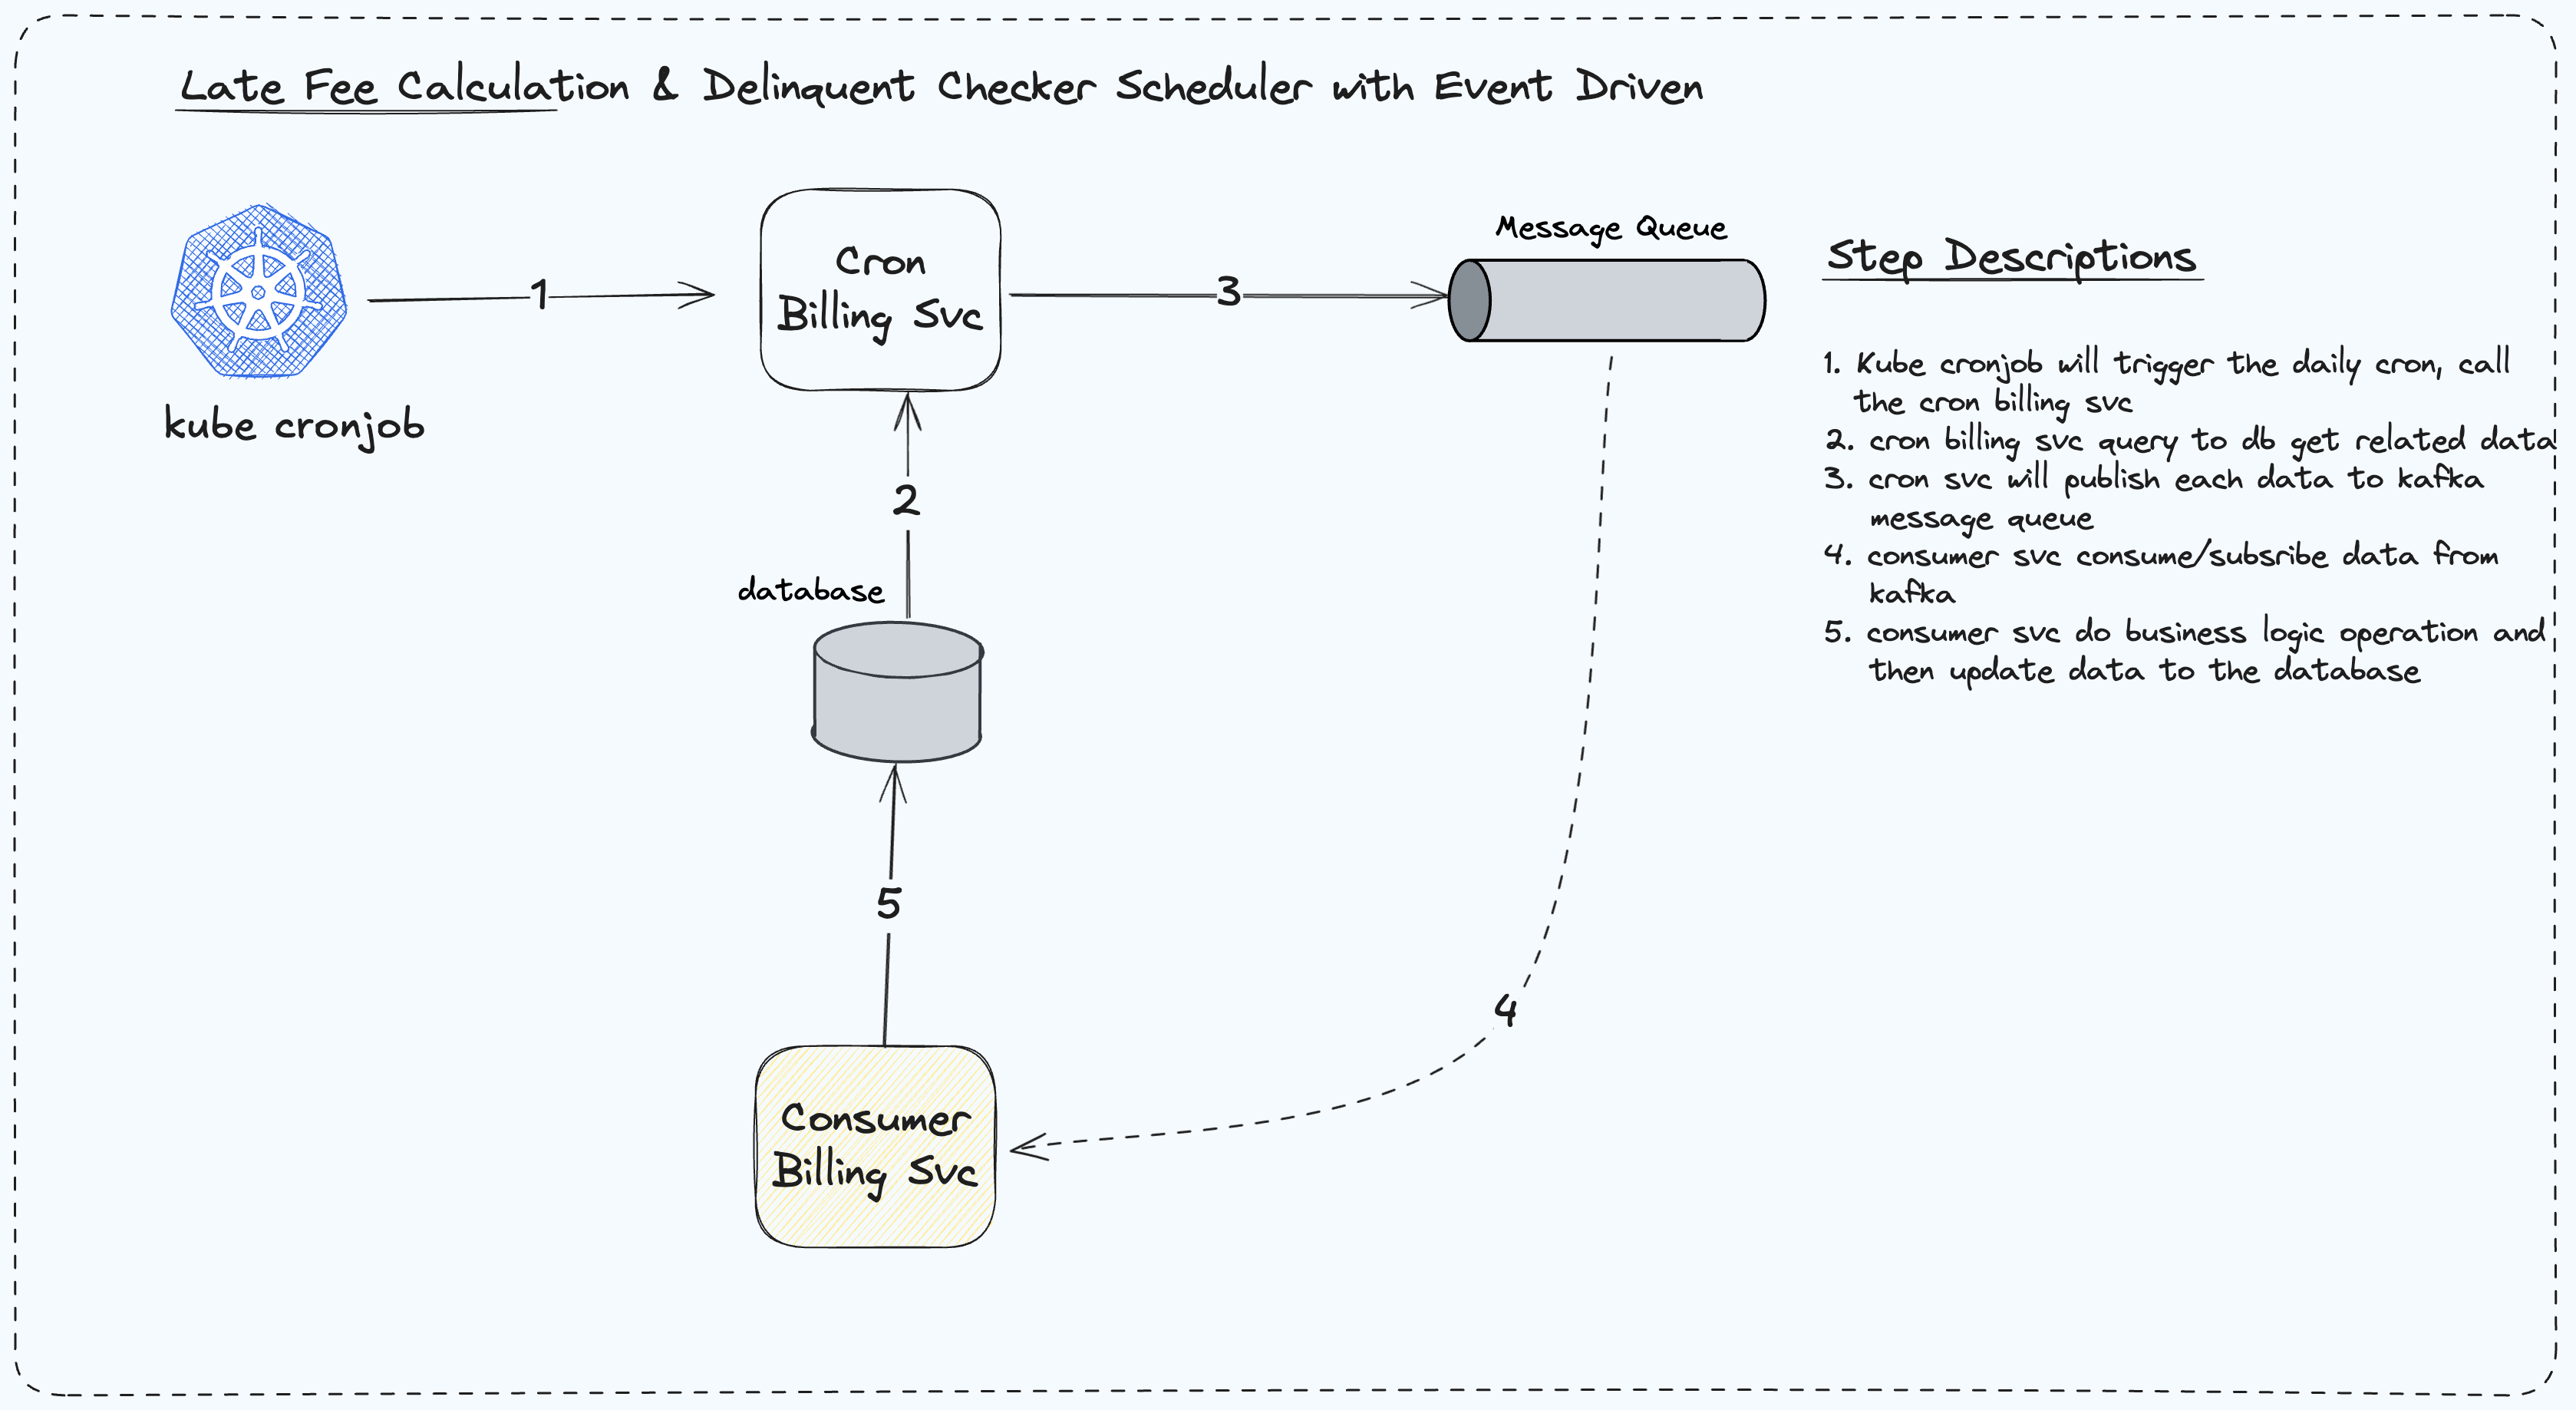 Late Fee Calculation & Delinquent Checker Scheduler with Event Driven
kube cronjob
1
Cron
Billing Svc
3
Message Queue
2
database
5
4
Consumer
Billing Svc
Step Descriptions
1. Kube cronjob will trigger the daily cron, call
the cron billing svc
2. cron billing svc query to db get related data
3. cron svc will publish each data to kafka
message queue
4. consumer svc consume/subsribe data from
kafka
5. consumer svc do business logic operation and
then update data to the database